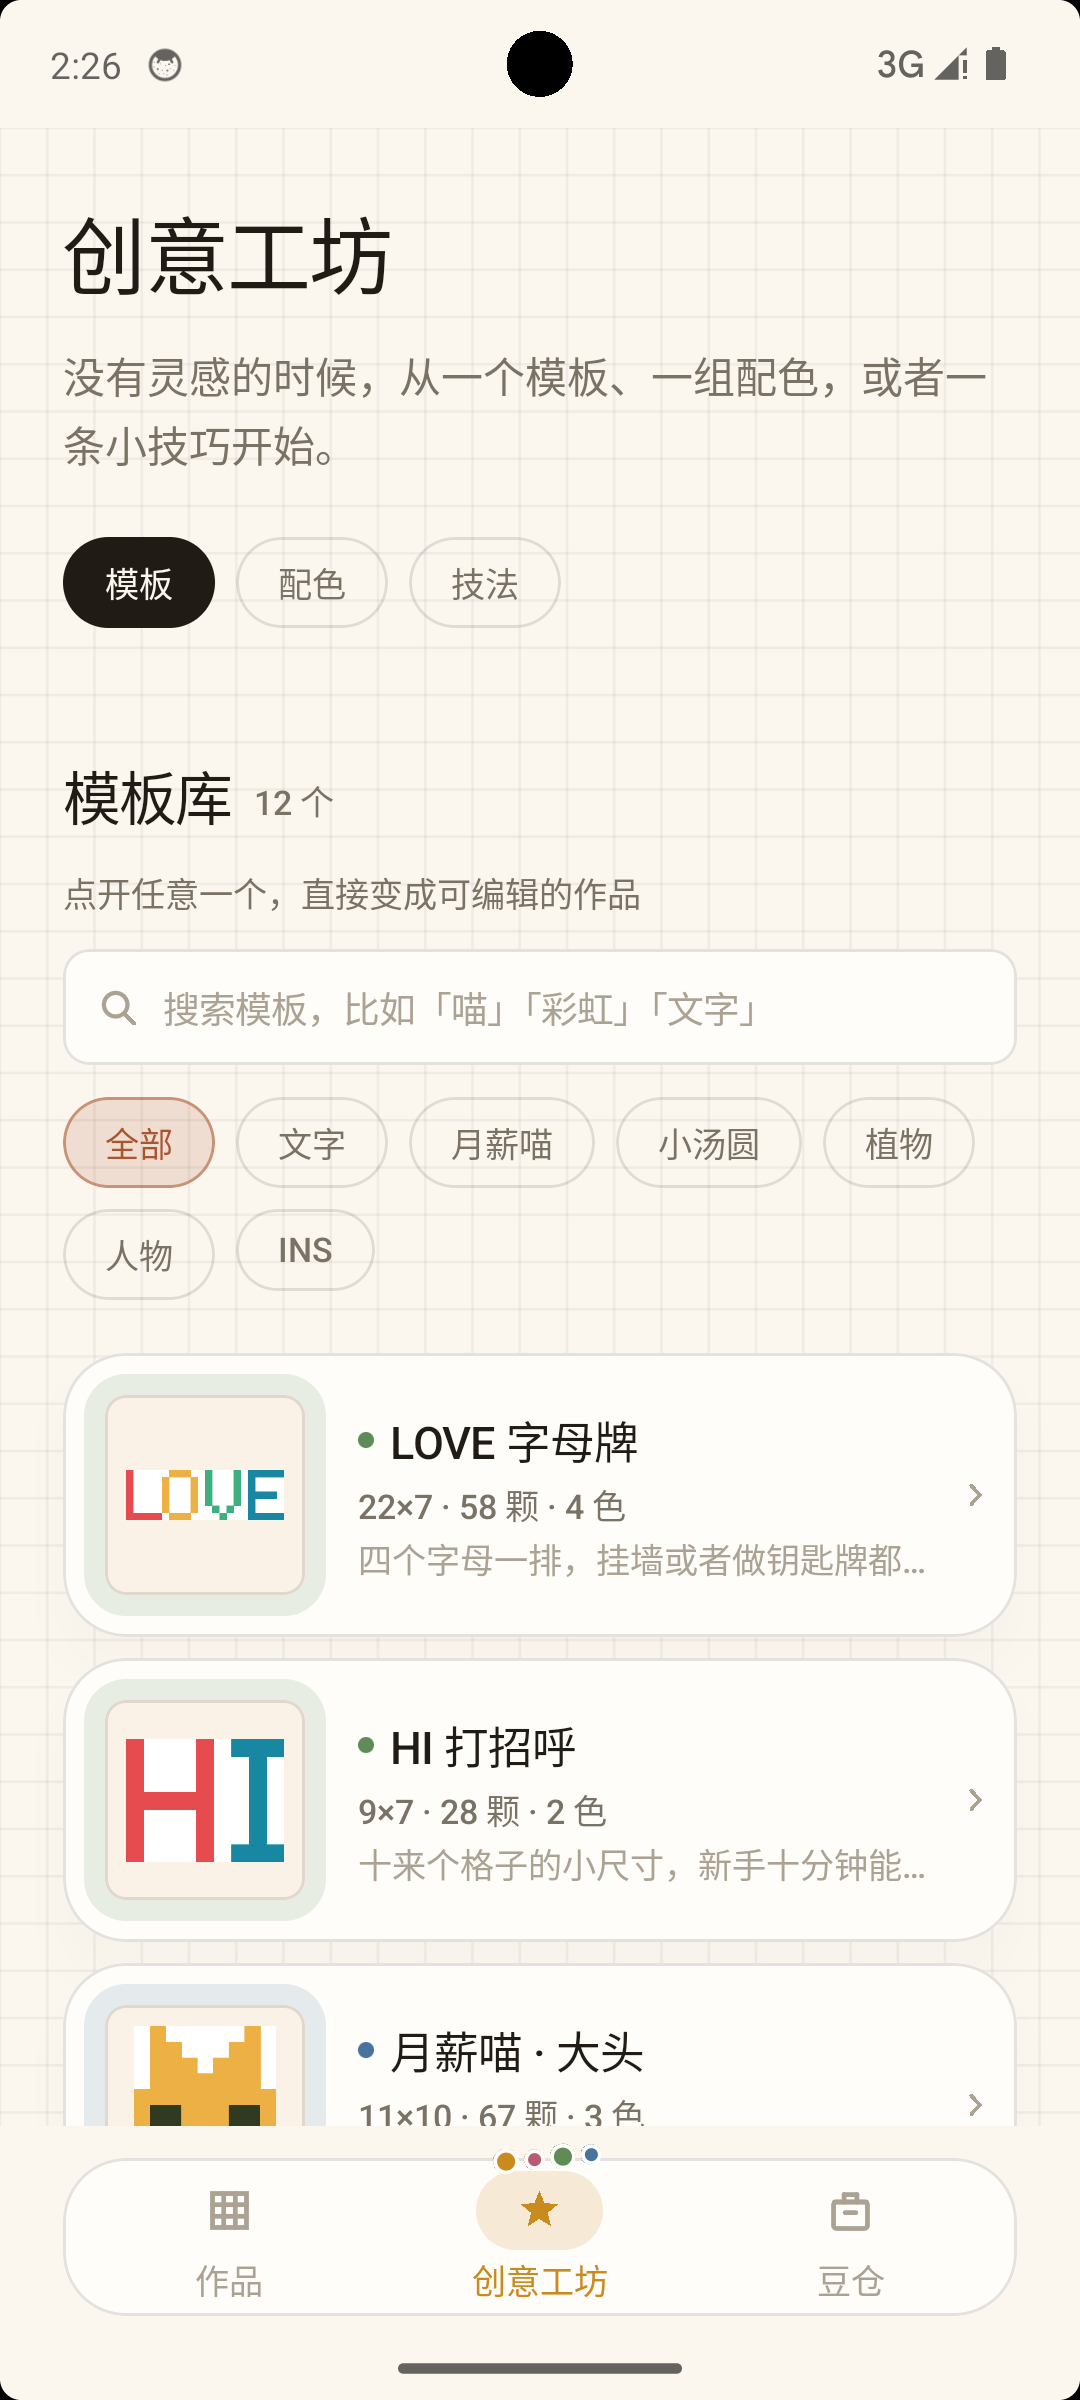 2:26
3G
创意工坊
没有灵感的时候，从一个模板、一组配色，或者一
条小技巧开始。
模板
配色
技法
模板库 12 个
点开任意一个，直接变成可编辑的作品
搜索模板，比如「喵」「彩虹」「文字」
全部
文字
月薪喵
小汤圆
植物
人物
INS
LOVE
LOVE 字母牌
22×7 · 58 颗 · 4 色
四个字母一排，挂墙或者做钥匙牌都…
HI
HI 打招呼
9×7 · 28 颗 · 2 色
十来个格子的小尺寸，新手十分钟能…
月薪喵 · 大头
11×10 · 67 颗 · 3 色
作品
创意工坊
豆仓